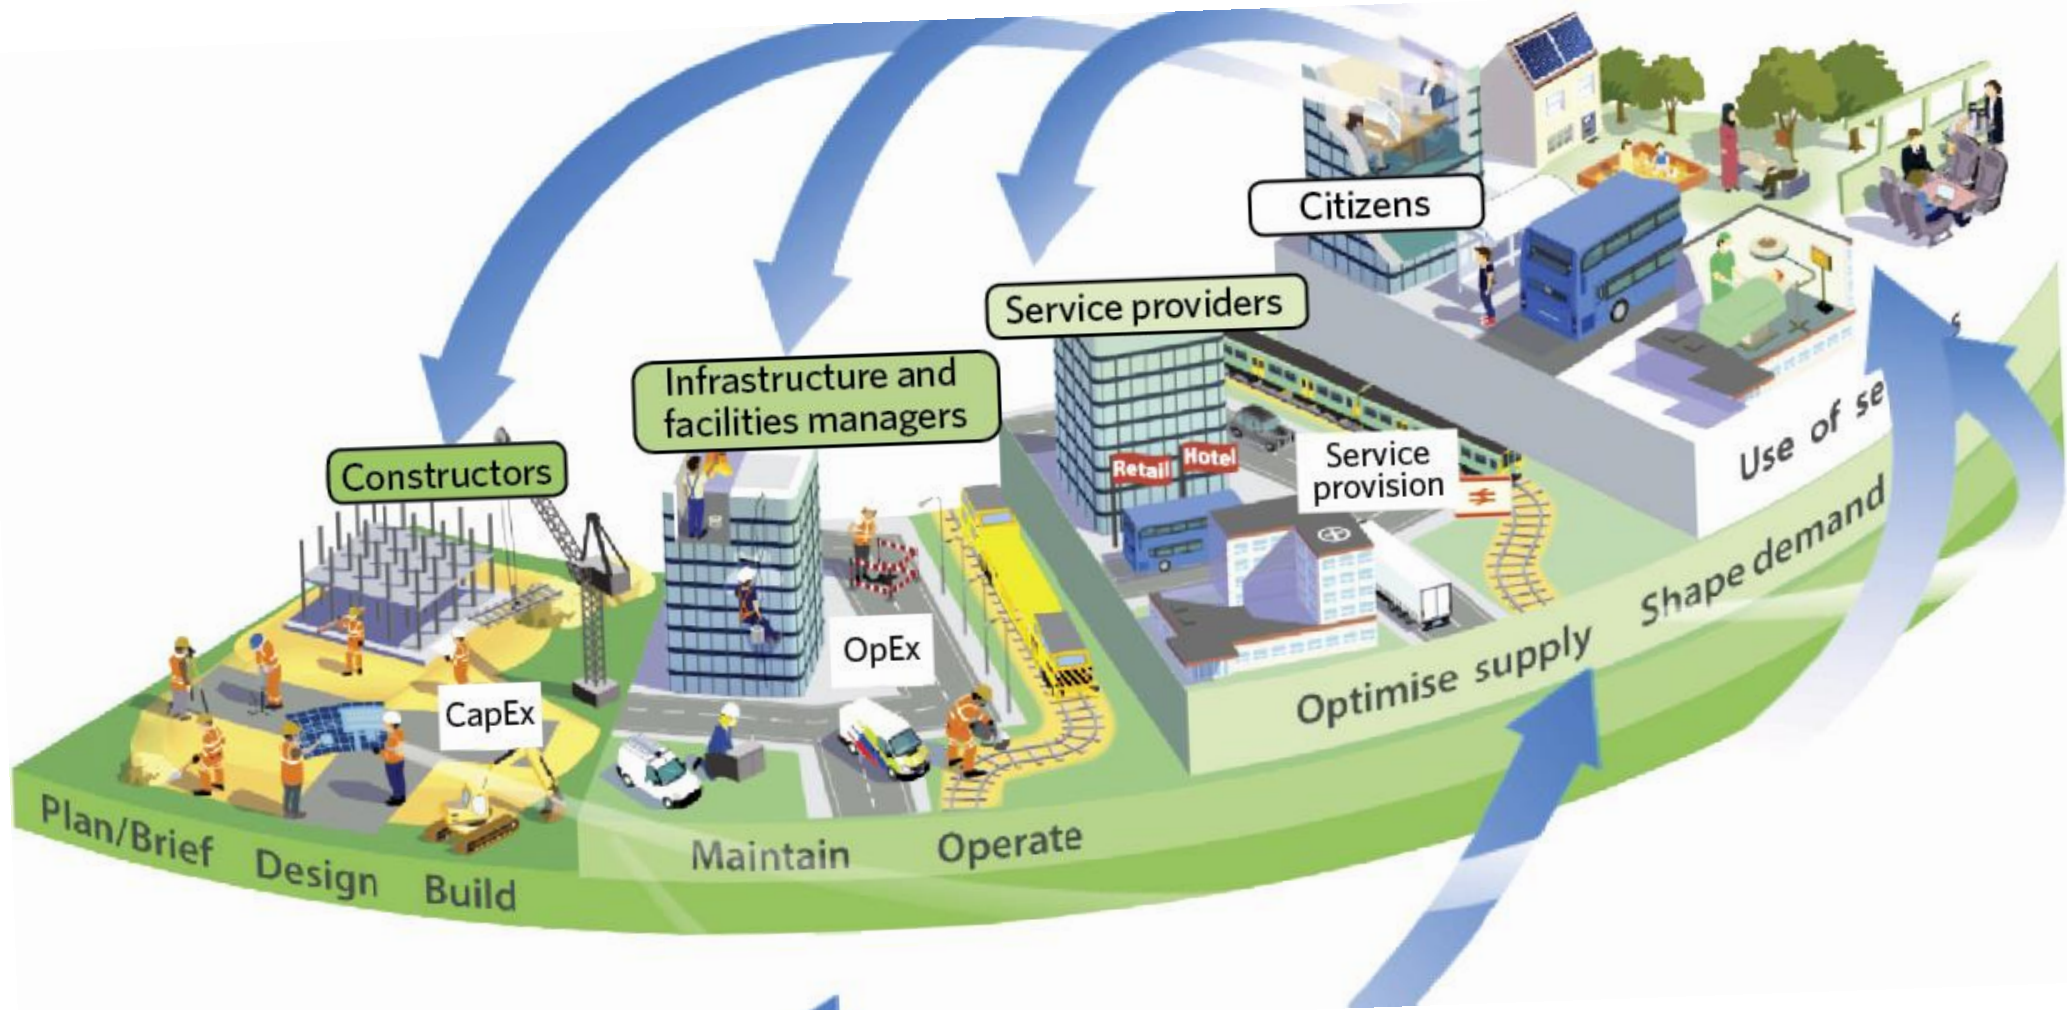 Citizens
Service providers
Infrastructure and
facilities managers
Constructors
Retail
Hotel
Service
provision
OpEx
CapEx
Use of se
Shape demand
Optimise supply
Plan/Brief
Design
Build
Maintain
Operate